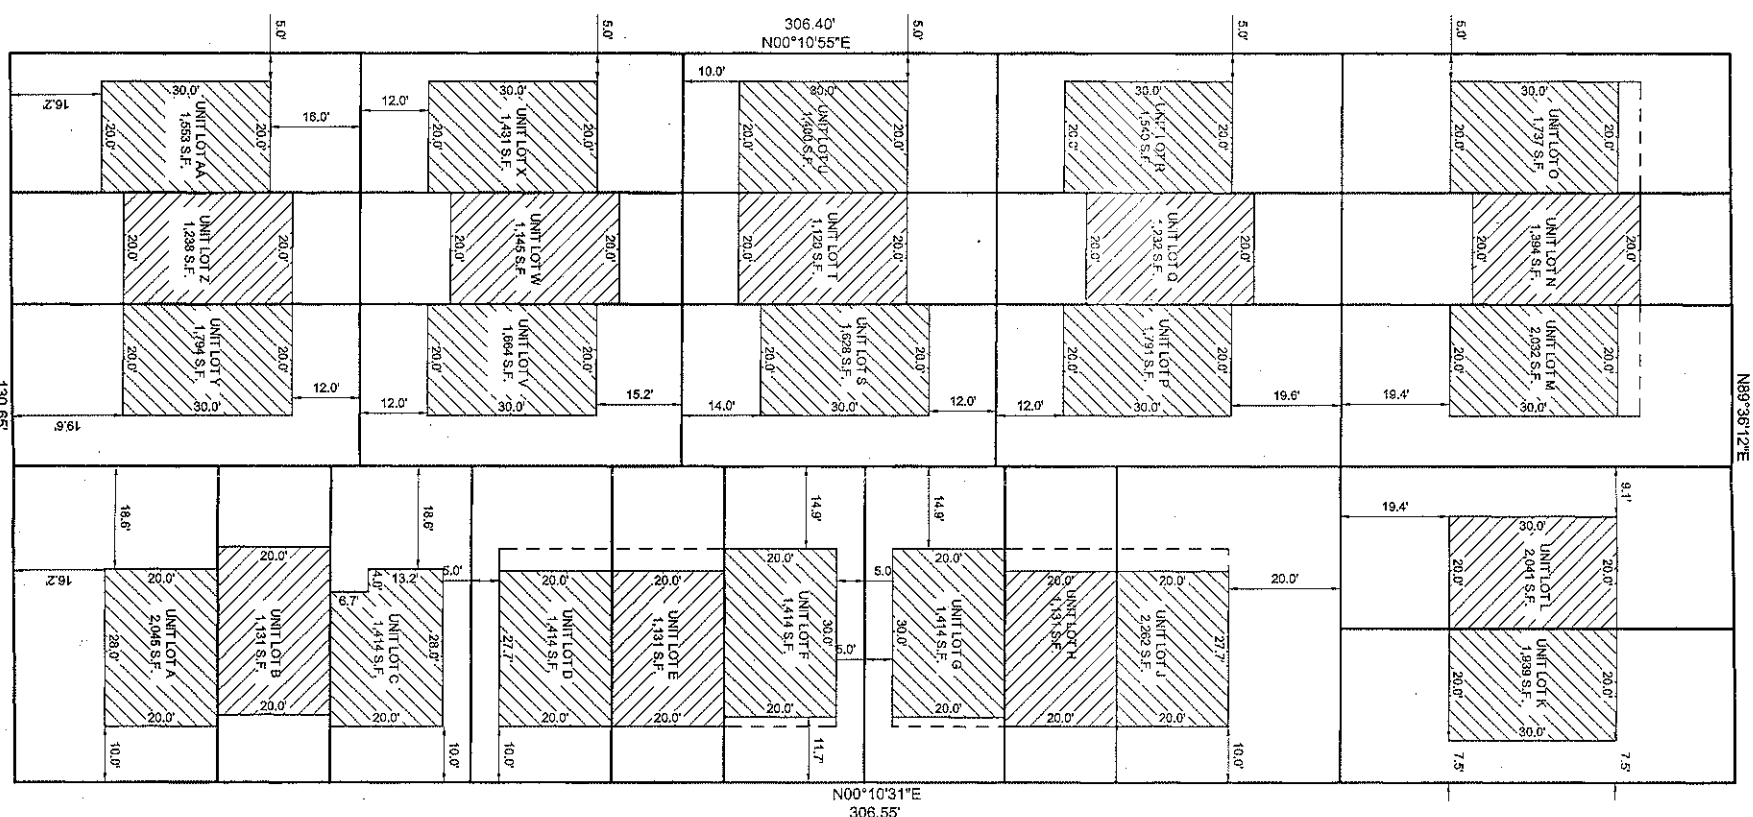 306.40'
N00°10'55"E
5.0'
5.0'
5.0'
5.0'
5.0'
16.2'
30.0'
20.0'
UNIT LOT AA
1,553 S.F.
20.0'
16.0'
12.0'
30.0'
20.0'
UNIT LOT X
1,431 S.F.
20.0'
10.0'
30.0'
20.0'
UNIT LOT U
1,400 S.F.
20.0'
30.0'
20.0'
UNIT LOT R
1,540 S.F.
20.0'
30.0'
20.0'
UNIT LOT O
1,737 S.F.
20.0'
20.0'
UNIT LOT Z
1,238 S.F.
20.0'
20.0'
UNIT LOT W
1,145 S.F.
20.0'
20.0'
UNIT LOT T
1,120 S.F.
20.0'
20.0'
UNIT LOT Q
1,232 S.F.
20.0'
20.0'
UNIT LOT N
1,394 S.F.
20.0'
20.0'
UNIT LOT Y
1,794 S.F.
20.0'
30.0'
19.6'
12.0'
12.0'
20.0'
UNIT LOT V
1,664 S.F.
20.0'
30.0'
15.2'
14.0'
20.0'
UNIT LOT S
1,628 S.F.
20.0'
30.0'
12.0'
12.0'
20.0'
UNIT LOT P
1,791 S.F.
20.0'
30.0'
19.6'
19.4'
20.0'
UNIT LOT M
2,032 S.F.
20.0'
30.0'
N89°36'12"E
130.65'
18.6'
16.2'
20.0'
28.0'
UNIT LOT A
2,045 S.F.
20.0'
10.0'
20.0'
UNIT LOT B
1,131 S.F.
20.0'
18.6'
4.0'
13.2'
6.7'
UNIT LOT C
1,414 S.F.
28.0'
20.0'
10.0'
5.0'
20.0'
27.7'
UNIT LOT D
1,414 S.F.
20.0'
10.0'
20.0'
UNIT LOT E
1,131 S.F.
20.0'
14.9'
20.0'
UNIT LOT F
1,414 S.F.
30.0'
20.0'
11.7'
5.0'
5.0'
14.9'
20.0'
30.0'
UNIT LOT G
1,414 S.F.
20.0'
20.0'
UNIT LOT H
1,131 S.F.
20.0'
20.0'
UNIT LOT J
2,262 S.F.
27.7'
20.0'
10.0'
20.0'
19.4'
9.1'
30.0'
20.0'
UNIT LOT L
2,041 S.F.
20.0'
20.0'
UNIT LOT K
1,939 S.F.
20.0'
30.0'
7.5'
7.5'
N00°10'31"E
306.55'